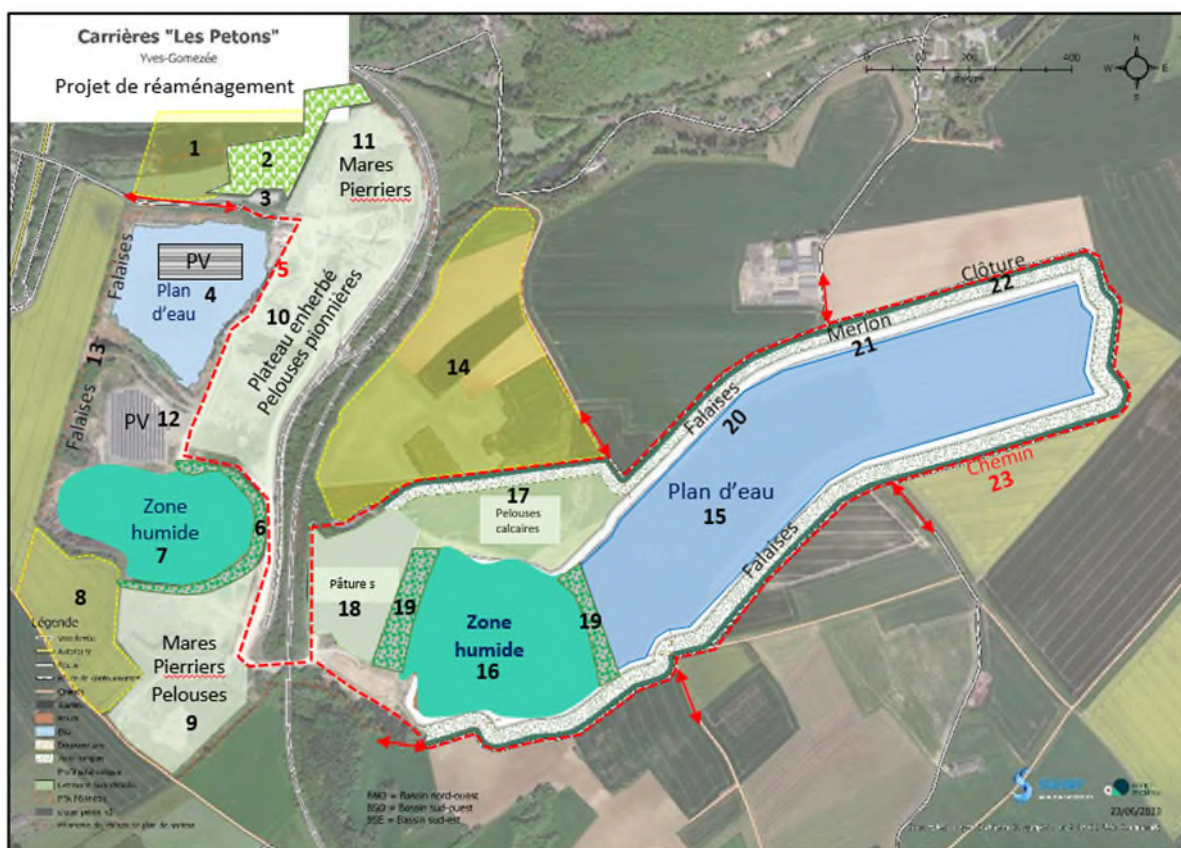 Carrières "Les Petons"
Yves-Gomezée
Projet de réaménagement
N
W E
S
0 200 400
1
2
3
11
Mares
Pierriers
Falaises
PV
Plan
d'eau
4
5
10
Plateau enherbé
Pelouses pionnières
13
Falaises
PV
12
14
Clôture
22
Merlon
21
Falaises
20
Plan d'eau
15
Chemin
23
Falaises
Zone
humide
7
6
17
Pelouses
calcaires
8
Pâture s
18
19
Zone
humide
16
19
Mares
Pierriers
Pelouses
9
Légende
BNO = Bassin nord-ouest
BSO = Bassin sud-ouest
BSE = Bassin sud-est
23/06/2023